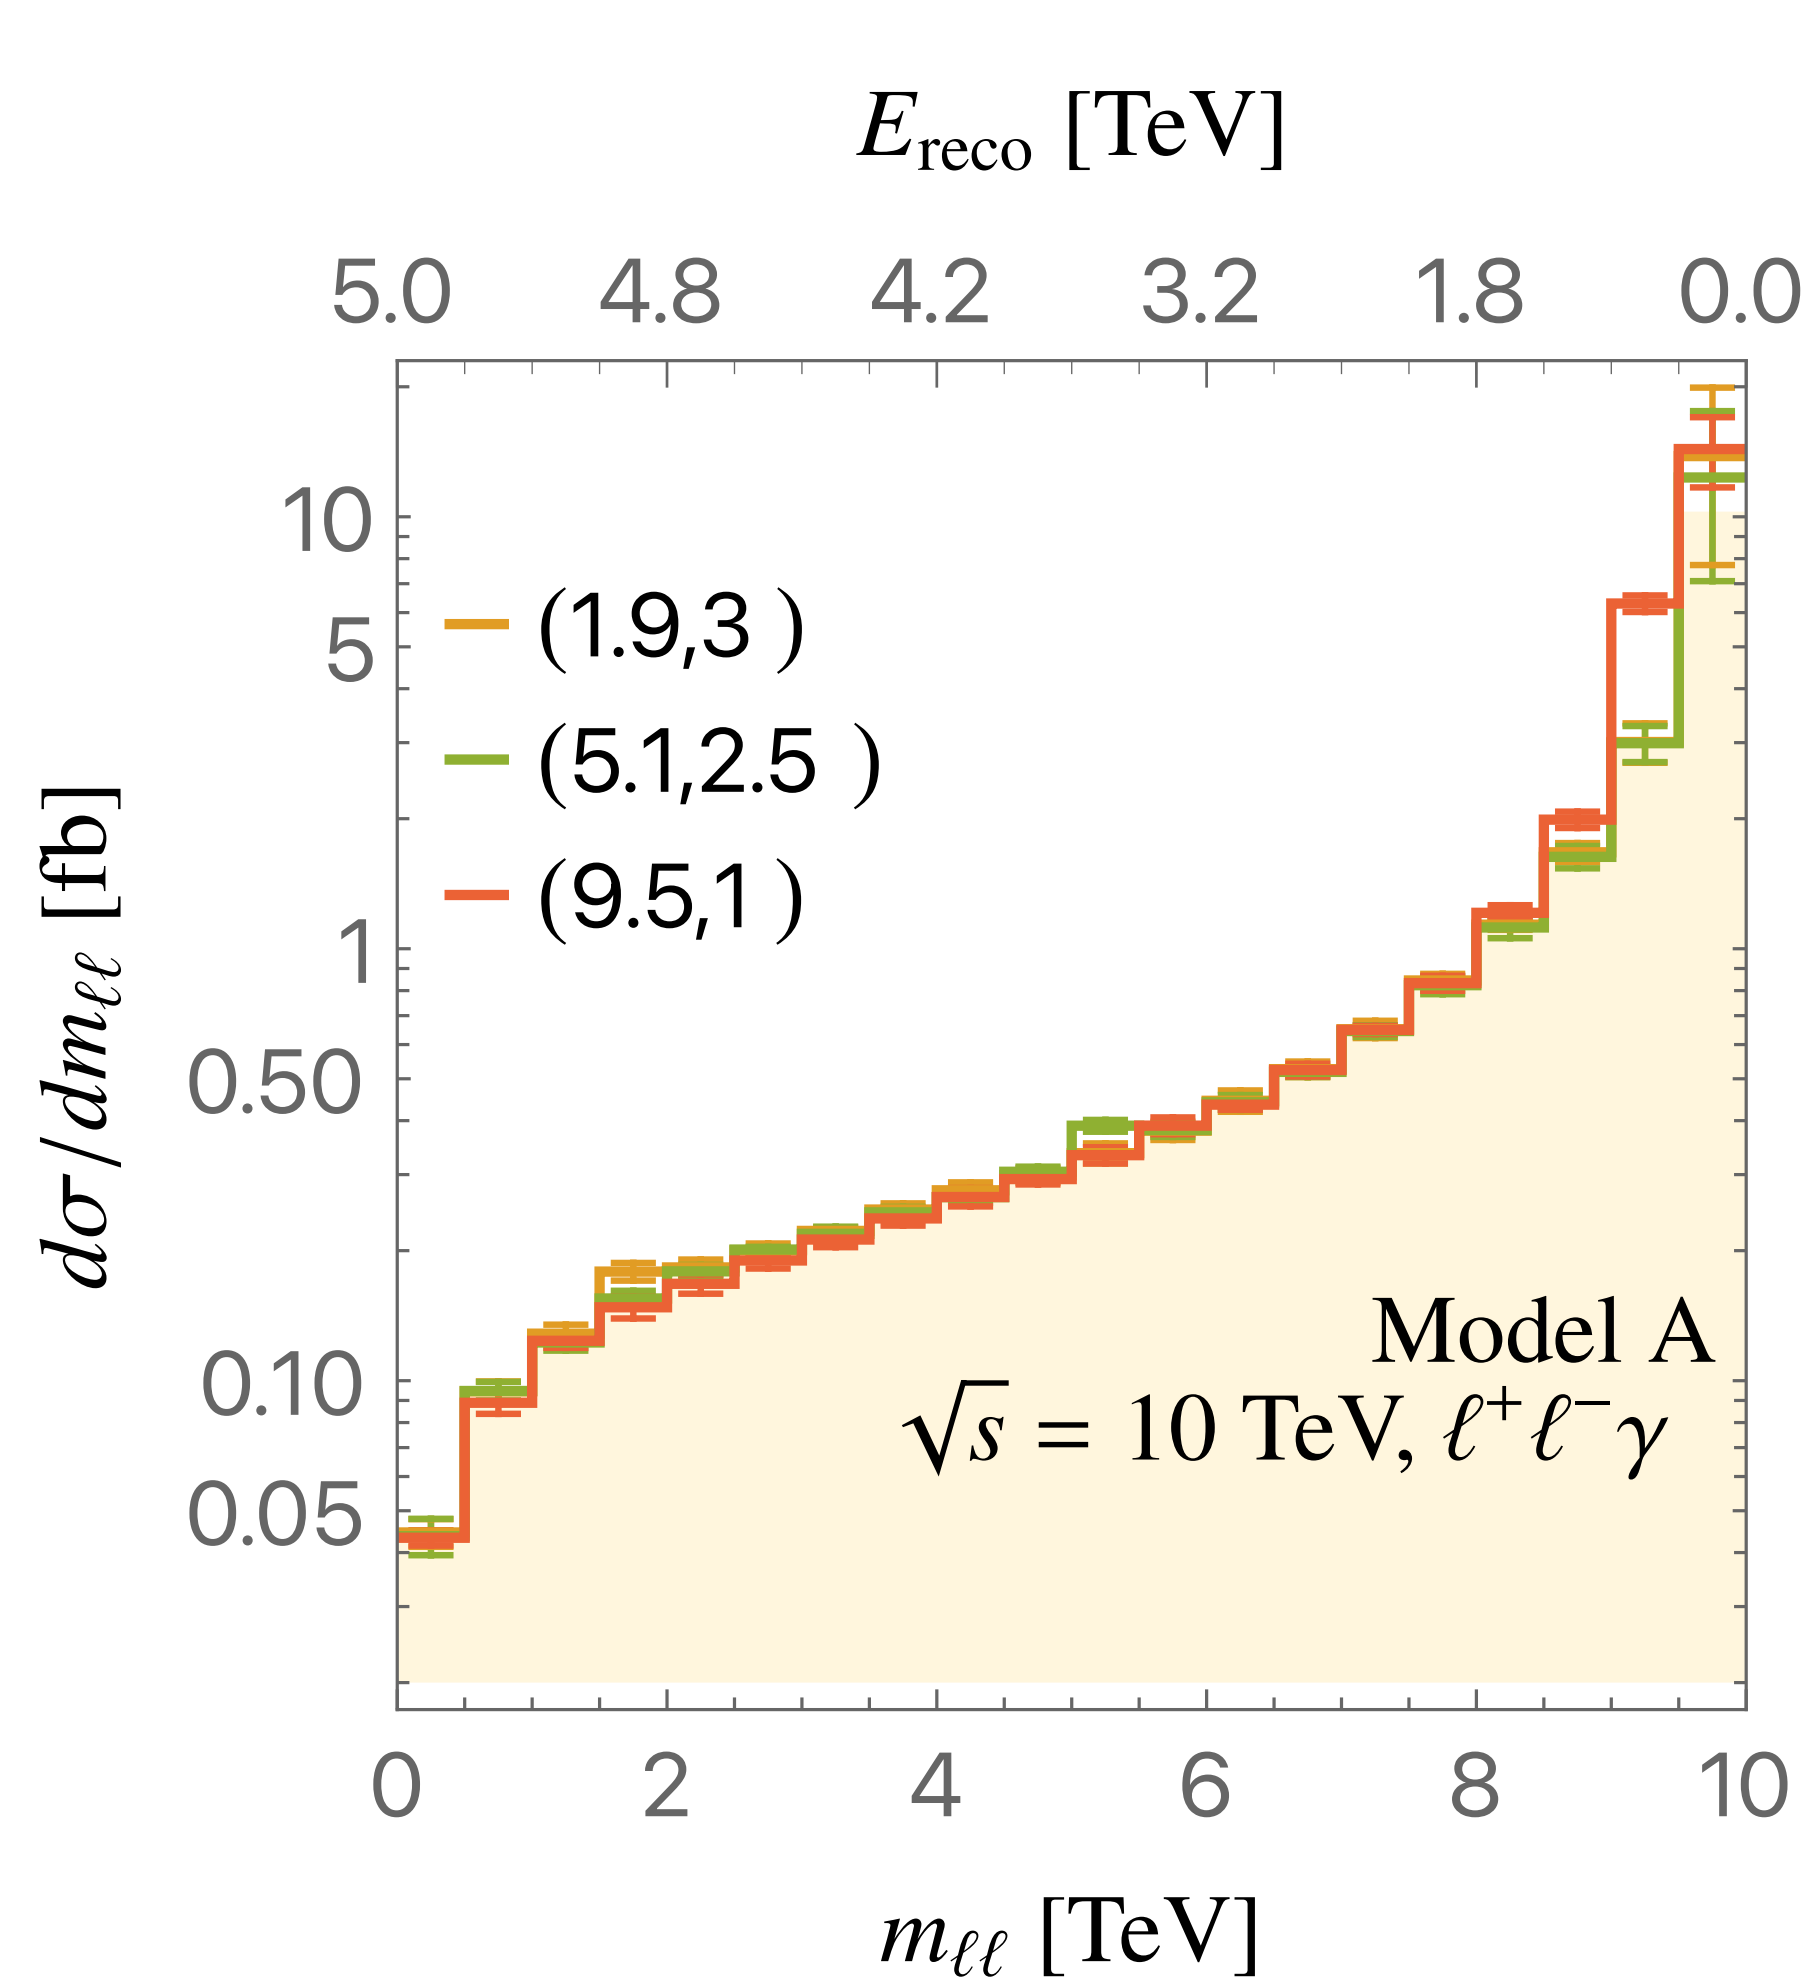 E_reco [TeV]
5.0 4.8 4.2 3.2 1.8 0.0
10
5
1
0.50
0.10
0.05
dσ/dm_ℓℓ [fb]
(1.9,3 )
(5.1,2.5 )
(9.5,1 )
Model A
√s = 10 TeV, ℓ⁺ℓ⁻γ
0 2 4 6 8 10
m_ℓℓ [TeV]